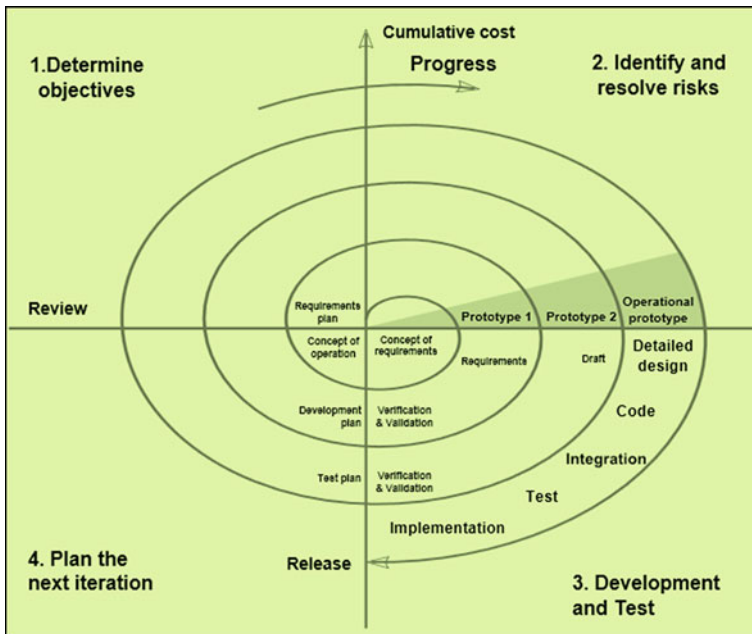 Cumulative cost
Progress
1.Determine
objectives
2. Identify and
resolve risks
Review
Requirements
plan
Prototype 1
Prototype 2
Operational
prototype
Concept of
operation
Concept of
requirements
Requirements
Draft
Detailed
design
Development
plan
Verification
& Validation
Code
Test plan
Verification
& Validation
Integration
Test
Implementation
Release
4. Plan the
next iteration
3. Development
and Test